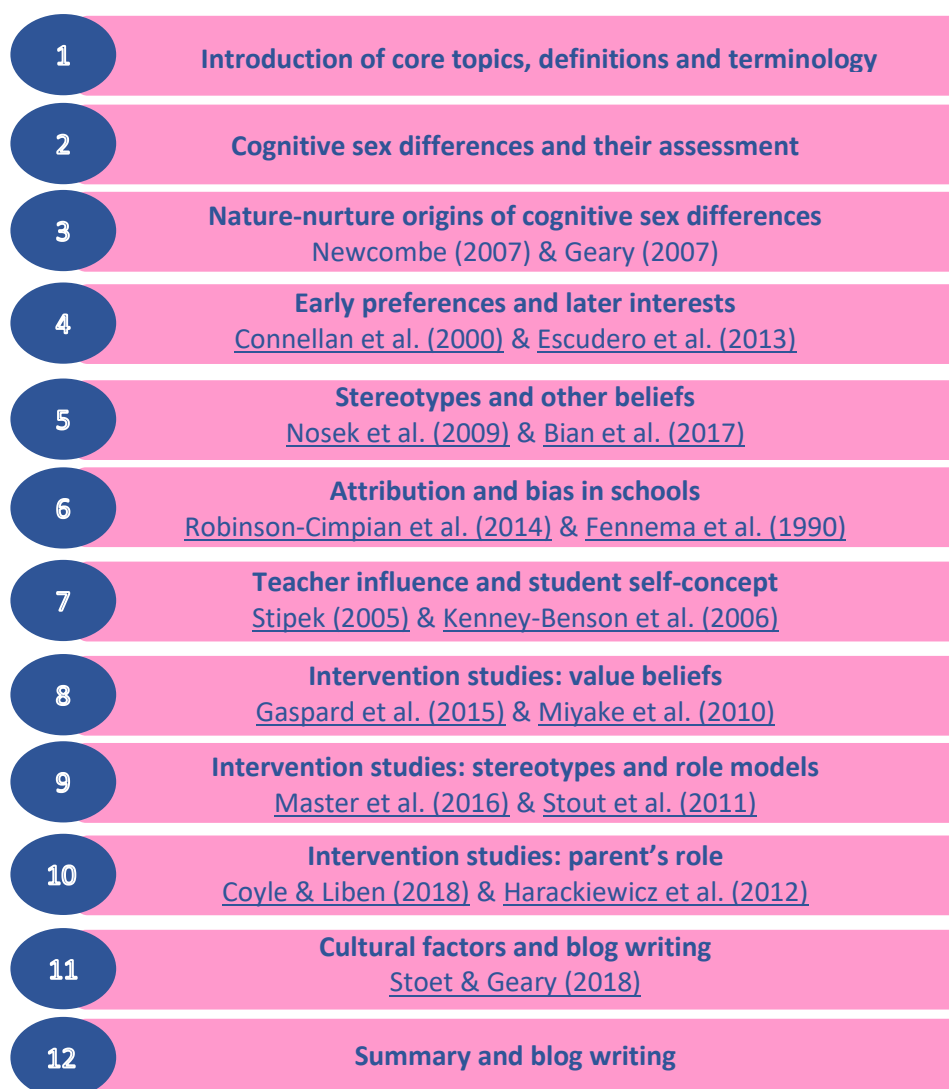 1
Introduction of core topics, definitions and terminology
2
Cognitive sex differences and their assessment
3
Nature-nurture origins of cognitive sex differences
Newcombe (2007) & Geary (2007)
4
Early preferences and later interests
Connellan et al. (2000) & Escudero et al. (2013)
5
Stereotypes and other beliefs
Nosek et al. (2009) & Bian et al. (2017)
6
Attribution and bias in schools
Robinson-Cimpian et al. (2014) & Fennema et al. (1990)
7
Teacher influence and student self-concept
Stipek (2005) & Kenney-Benson et al. (2006)
8
Intervention studies: value beliefs
Gaspard et al. (2015) & Miyake et al. (2010)
9
Intervention studies: stereotypes and role models
Master et al. (2016) & Stout et al. (2011)
10
Intervention studies: parent’s role
Coyle & Liben (2018) & Harackiewicz et al. (2012)
11
Cultural factors and blog writing
Stoet & Geary (2018)
12
Summary and blog writing